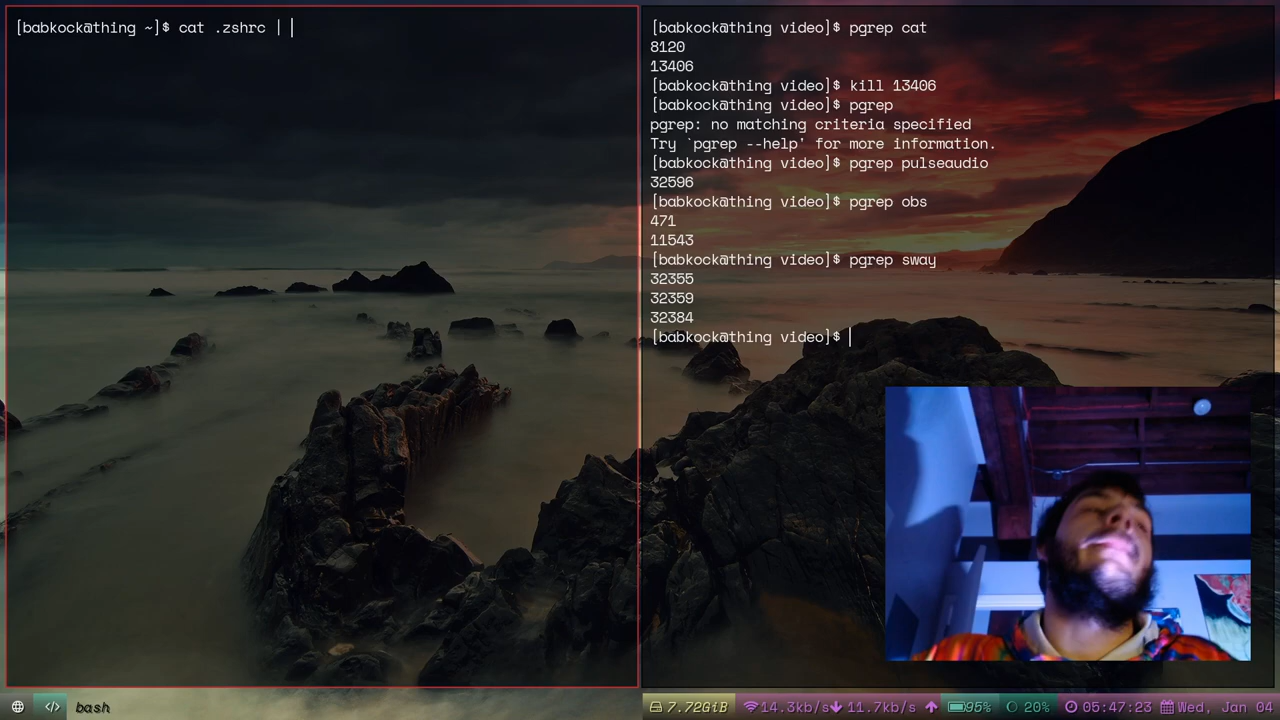 [babkock@thing ~]$ cat .zshrc |
[babkock@thing video]$ pgrep cat
8120
13406
[babkock@thing video]$ kill 13406
[babkock@thing video]$ pgrep
pgrep: no matching criteria specified
Try `pgrep --help' for more information.
[babkock@thing video]$ pgrep pulseaudio
32596
[babkock@thing video]$ pgrep obs
471
11543
[babkock@thing video]$ pgrep sway
32355
32359
32384
[babkock@thing video]$
</> bash 7.72GiB 14.3kb/s 11.7kb/s 95% 20% 05:47:23 Wed, Jan 04